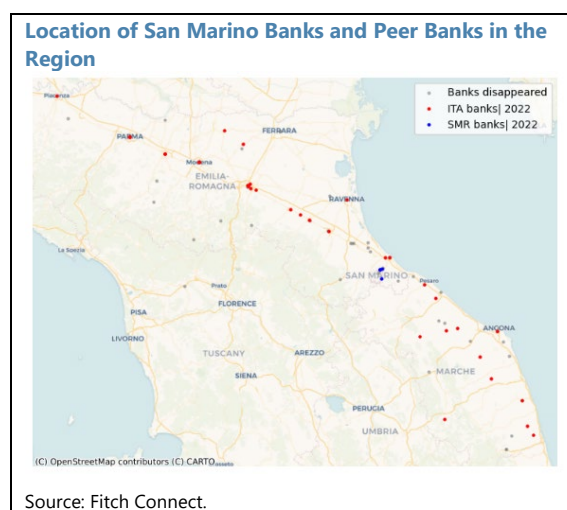 Location of San Marino Banks and Peer Banks in the
Region
Banks disappeared
ITA banks| 2022
SMR banks| 2022
Piacenza
PARMA
FERRARA
Modena
EMILIA-
ROMAGNA
RAVENNA
La Spezia
SAN MARINO
Prato
Pesaro
FLORENCE
PISA
LIVORNO
ANCONA
TUSCANY
AREZZO
SIENA
MARCHE
PERUGIA
UMBRIA
(C) OpenStreetMap contributors (C) CARTO
Source: Fitch Connect.